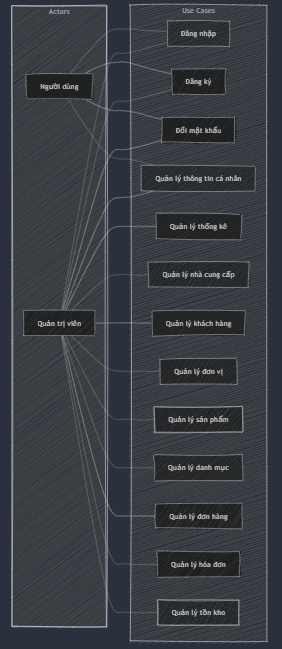 Actors
Use Cases
Đăng nhập
Đăng ký
Người dùng
Đổi mật khẩu
Quản lý thông tin cá nhân
Quản lý thống kê
Quản lý nhà cung cấp
Quản trị viên
Quản lý khách hàng
Quản lý đơn vị
Quản lý sản phẩm
Quản lý danh mục
Quản lý đơn hàng
Quản lý hóa đơn
Quản lý tồn kho